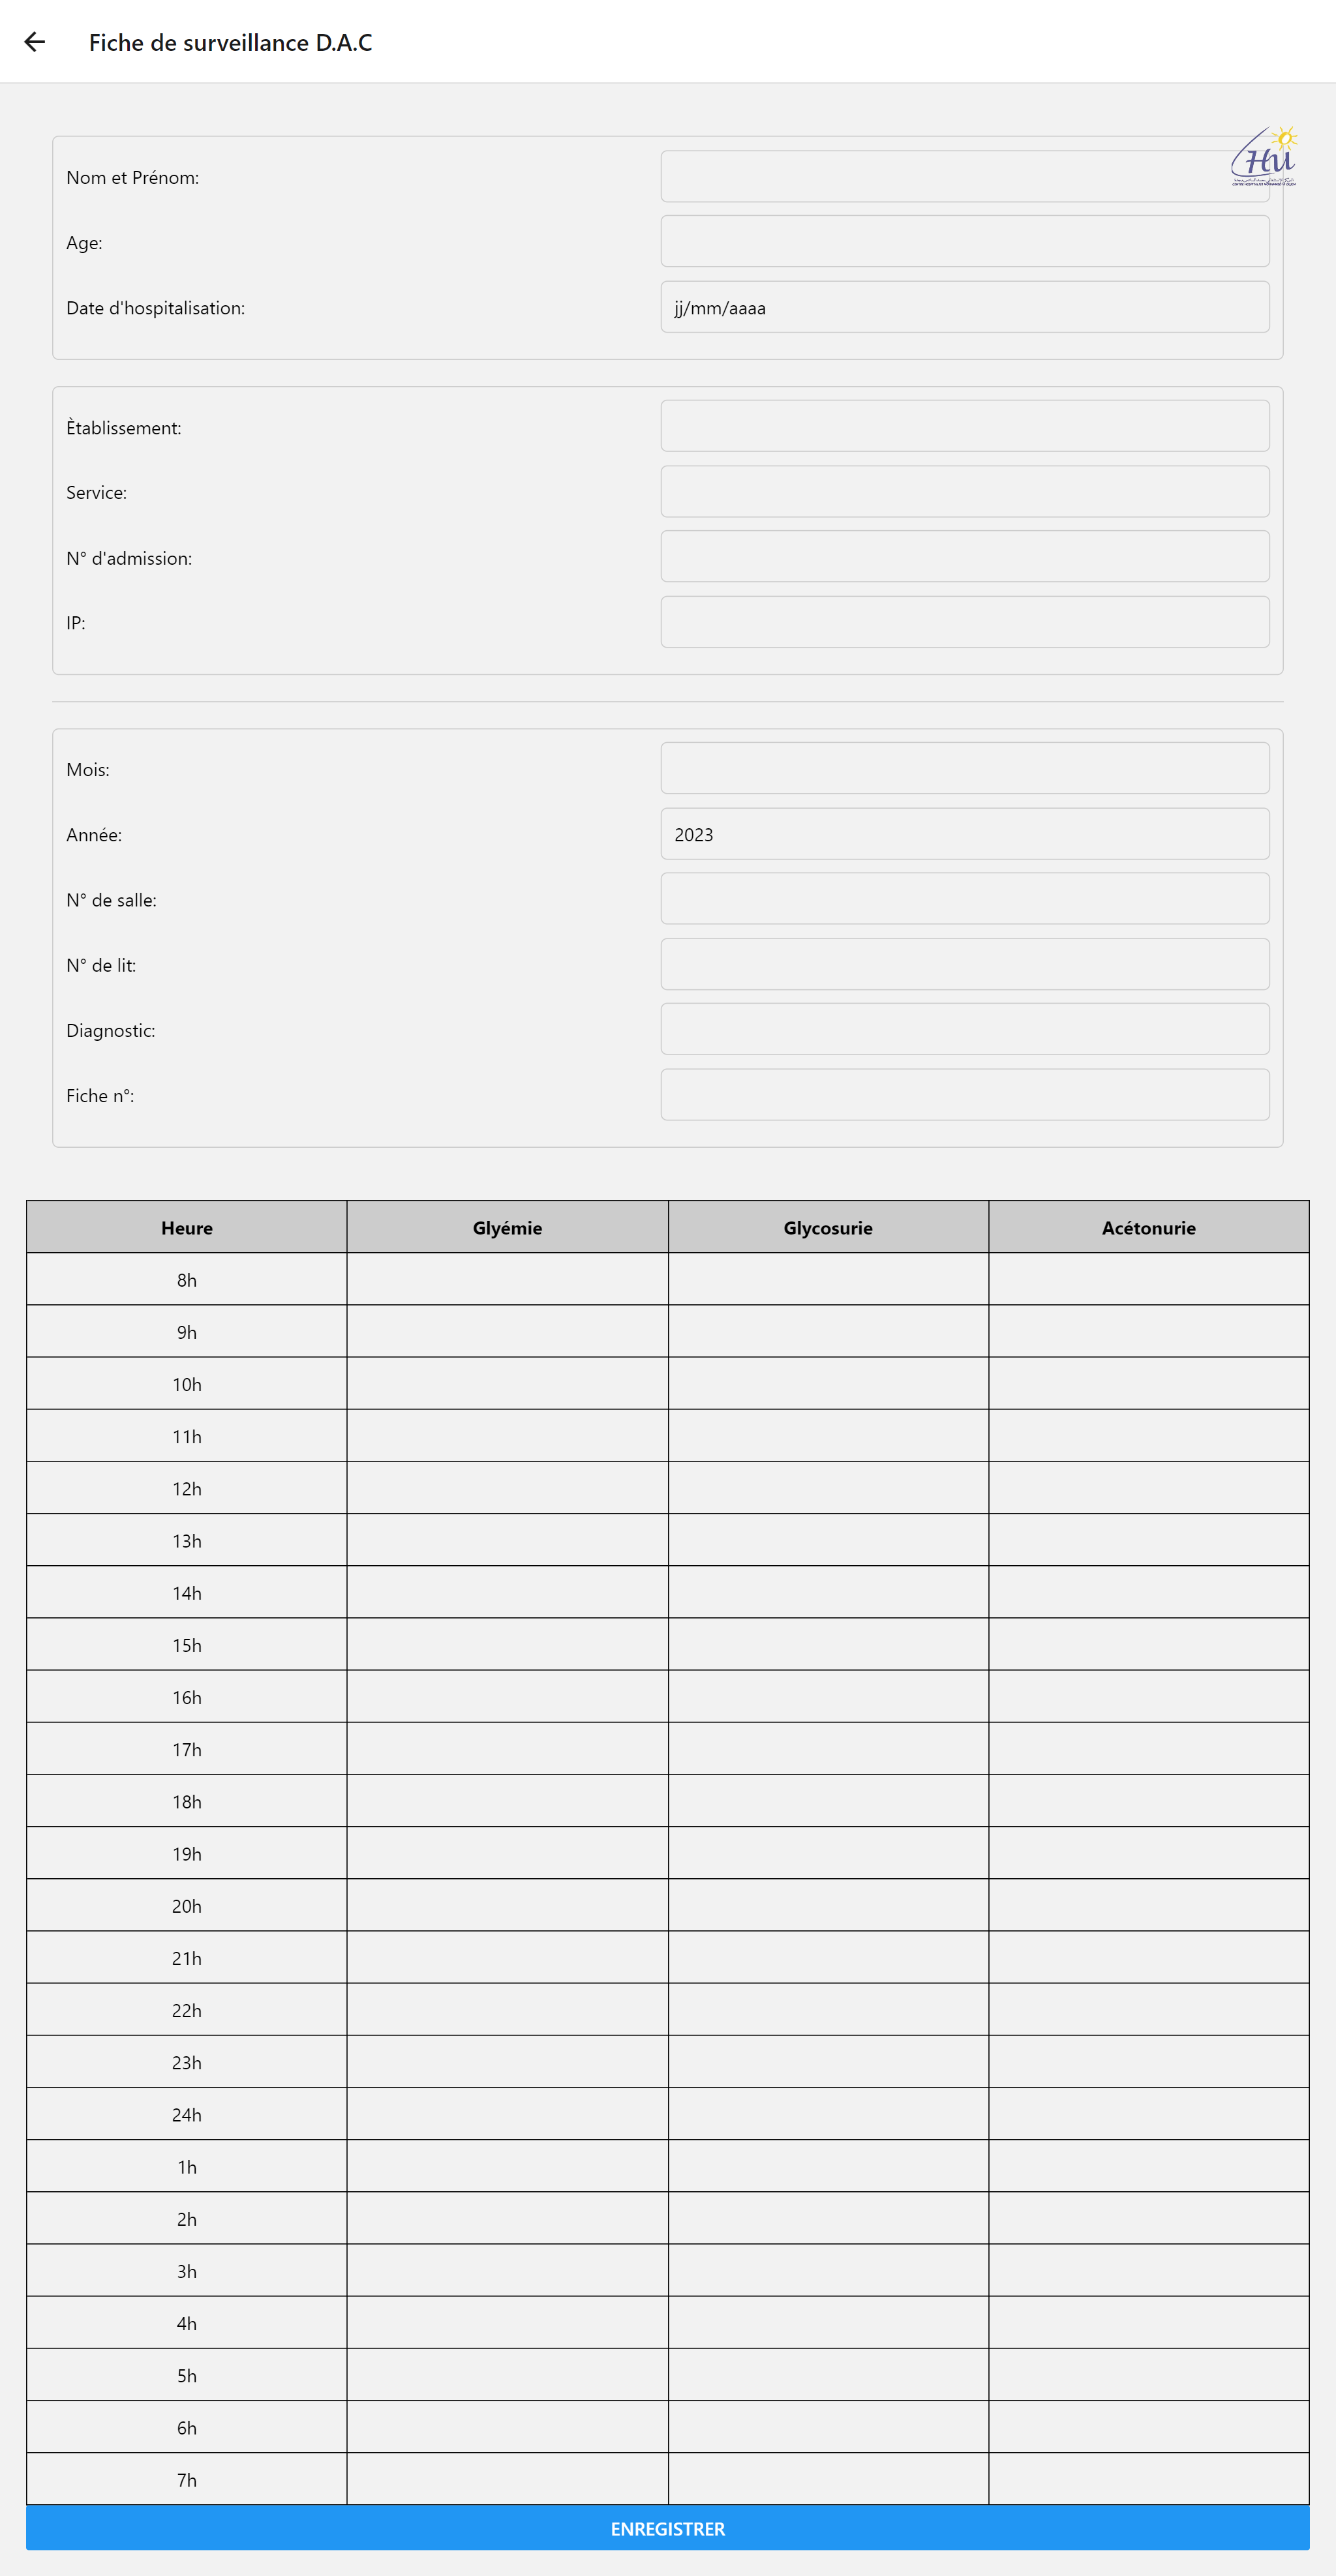 Fiche de surveillance D.A.C
Hu
Nom et Prénom:
Age:
Date d'hospitalisation: jj/mm/aaaa
Ètablissement:
Service:
N° d'admission:
IP:
Mois:
Année: 2023
N° de salle:
N° de lit:
Diagnostic:
Fiche n°:
Heure Glyémie Glycosurie Acétonurie
8h
9h
10h
11h
12h
13h
14h
15h
16h
17h
18h
19h
20h
21h
22h
23h
24h
1h
2h
3h
4h
5h
6h
7h
ENREGISTRER